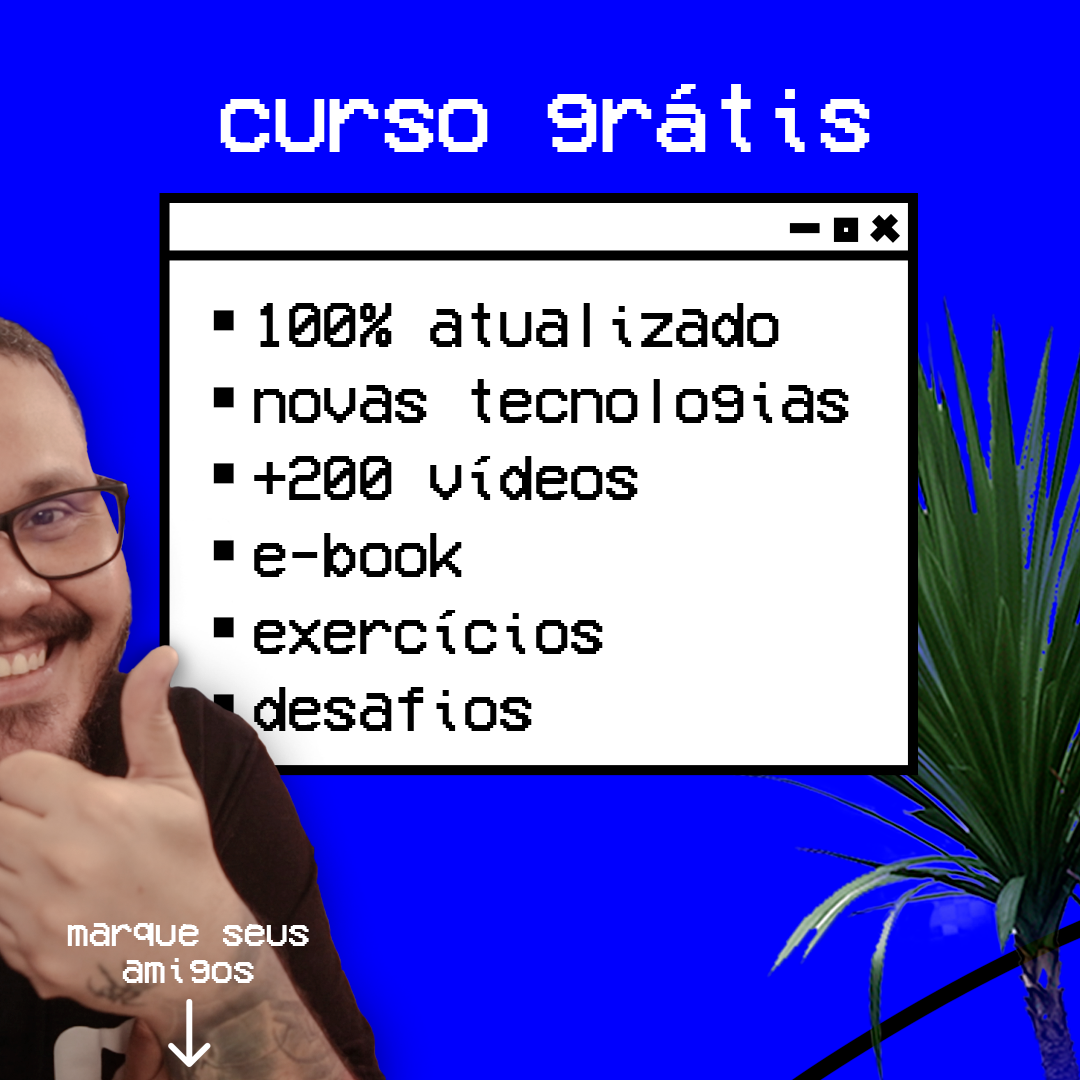 curso grátis
100% atualizado
novas tecnologias
+200 vídeos
e-book
exercícios
desafios
marque seus
amigos